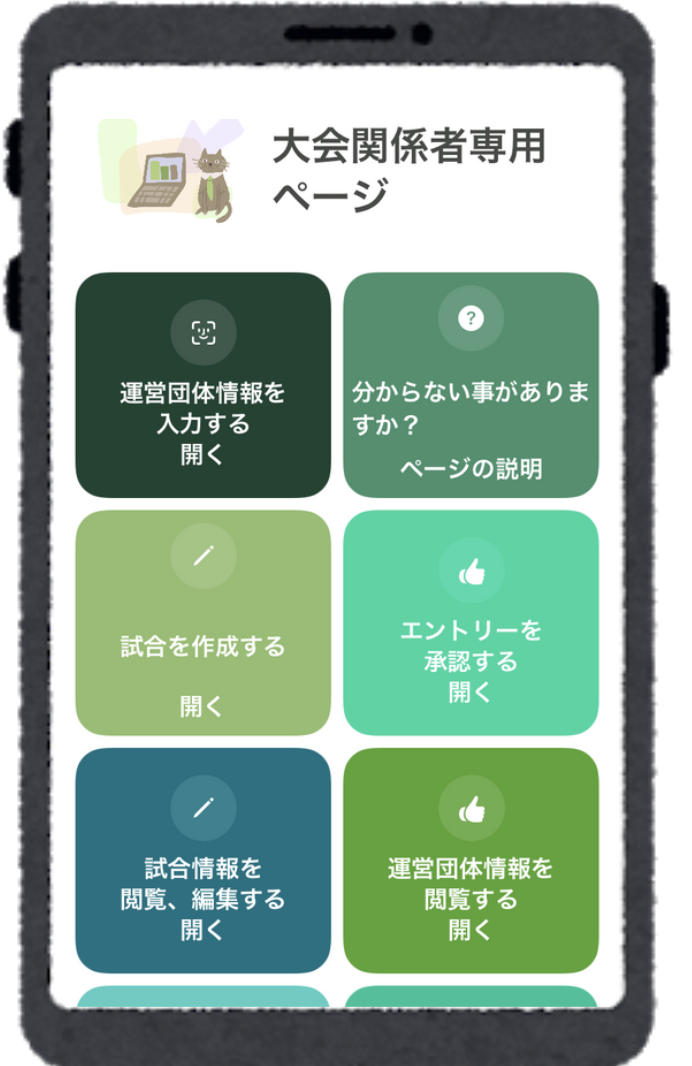 大会関係者専用
ページ
運営団体情報を
入力する
開く
?
分からない事がありま
すか？
ページの説明
試合を作成する
開く
エントリーを
承認する
開く
試合情報を
閲覧、編集する
開く
運営団体情報を
閲覧する
開く